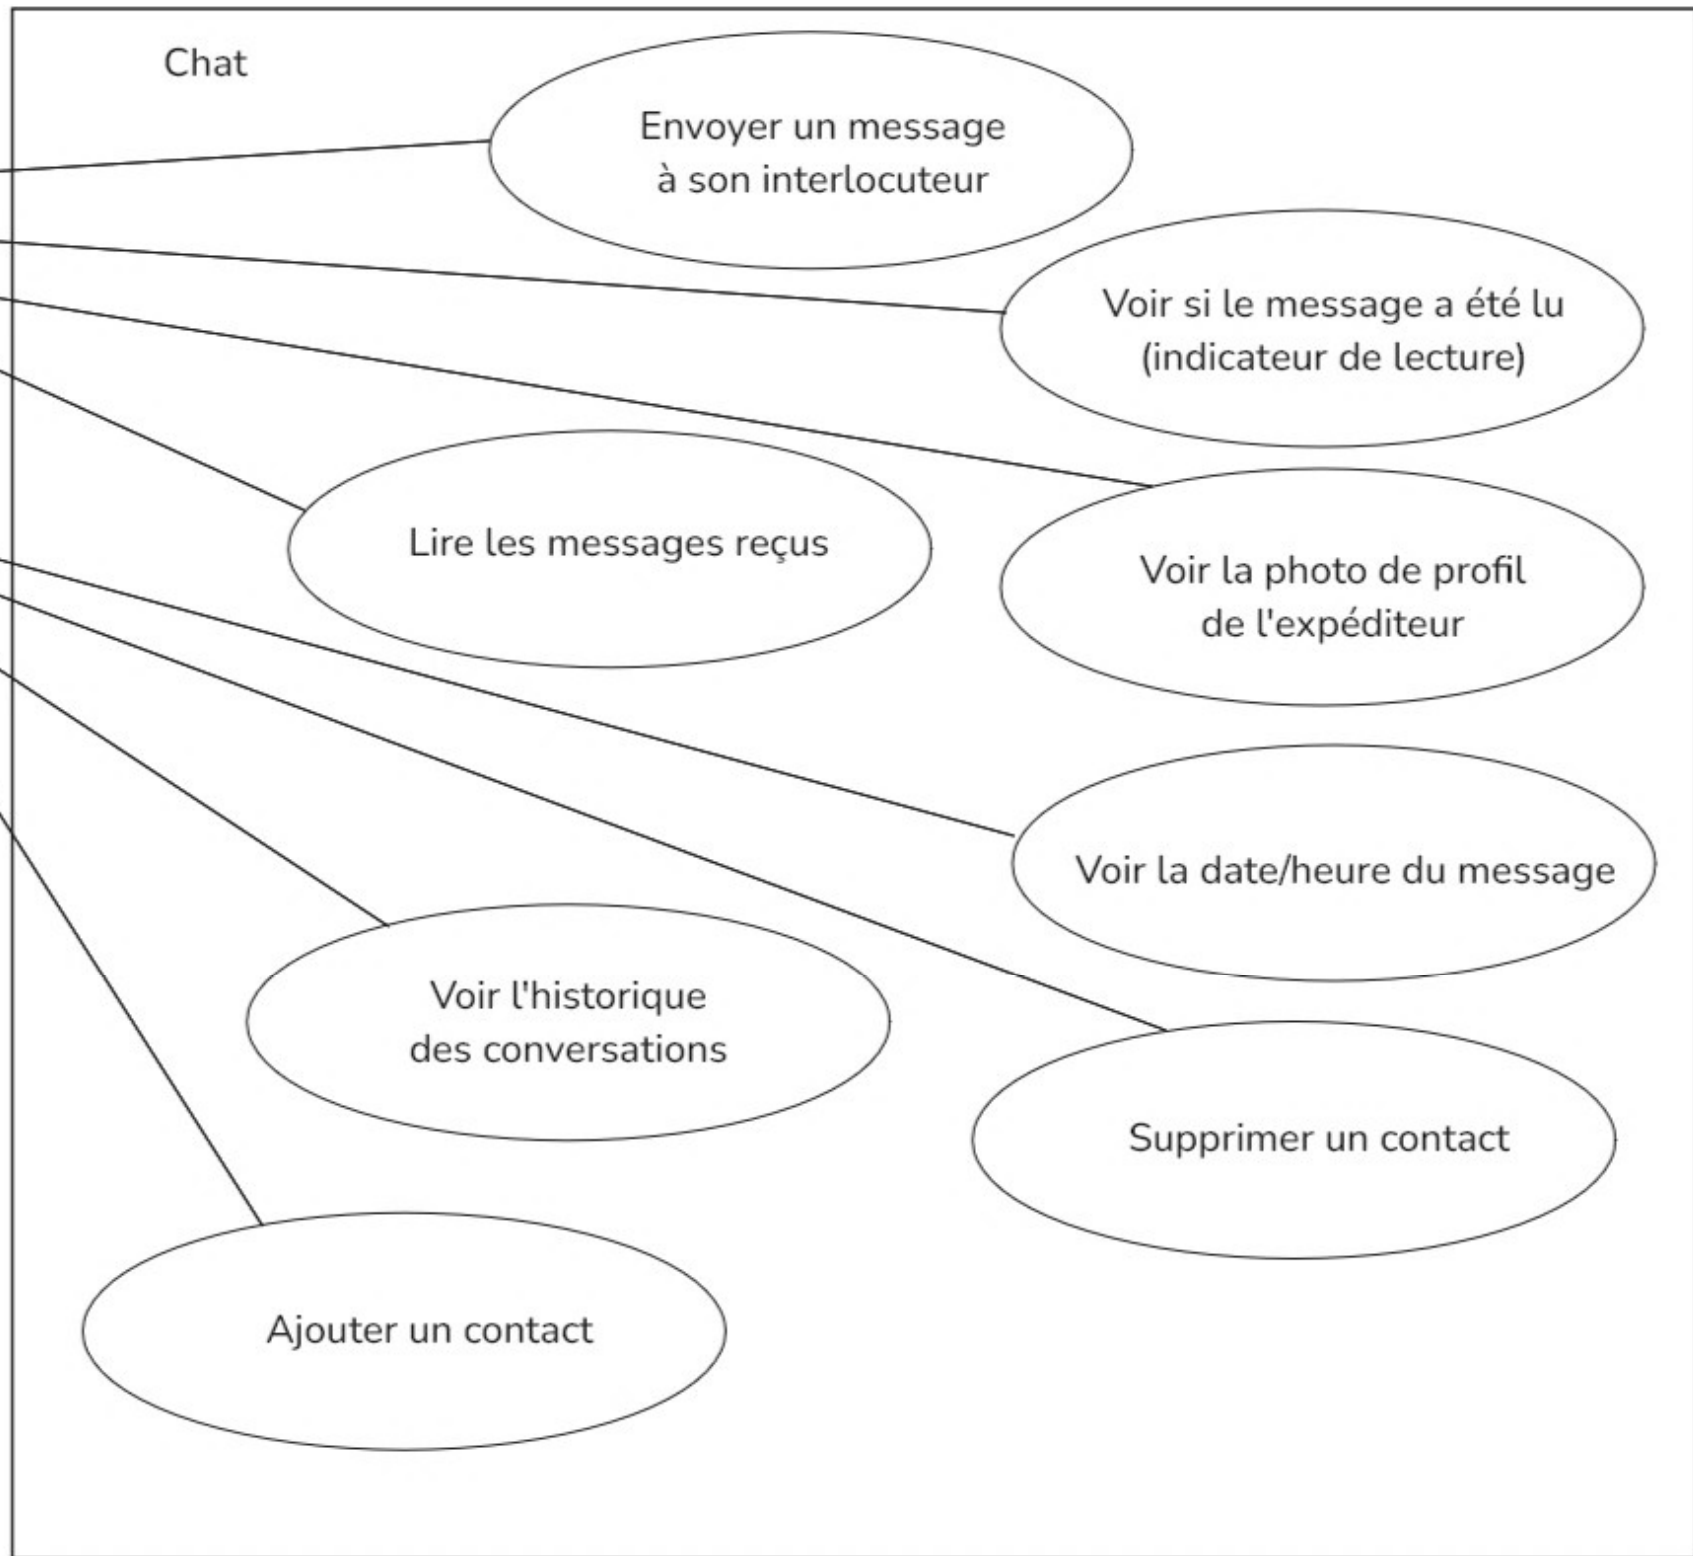 Chat
Envoyer un message
à son interlocuteur
Voir si le message a été lu
(indicateur de lecture)
Lire les messages reçus
Voir la photo de profil
de l'expéditeur
Voir la date/heure du message
Voir l'historique
des conversations
Supprimer un contact
Ajouter un contact